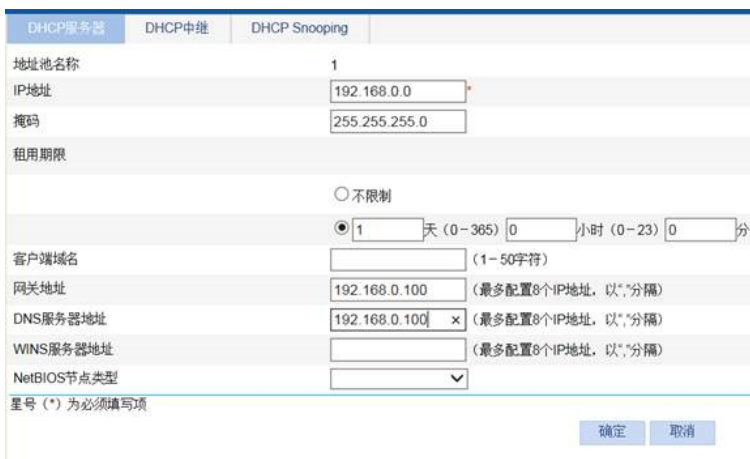 DHCP服务器 DHCP中继 DHCP Snooping
地址池名称 1
IP地址 192.168.0.0 *
掩码 255.255.255.0
租用期限
不限制
1 天（0－365） 0 小时（0－23） 0 分
客户端域名 （1－50字符）
网关地址 192.168.0.100 （最多配置8个IP地址，以","分隔）
DNS服务器地址 192.168.0.100 × （最多配置8个IP地址，以","分隔）
WINS服务器地址 （最多配置8个IP地址，以","分隔）
NetBIOS节点类型
星号（*）为必须填写项
确定 取消